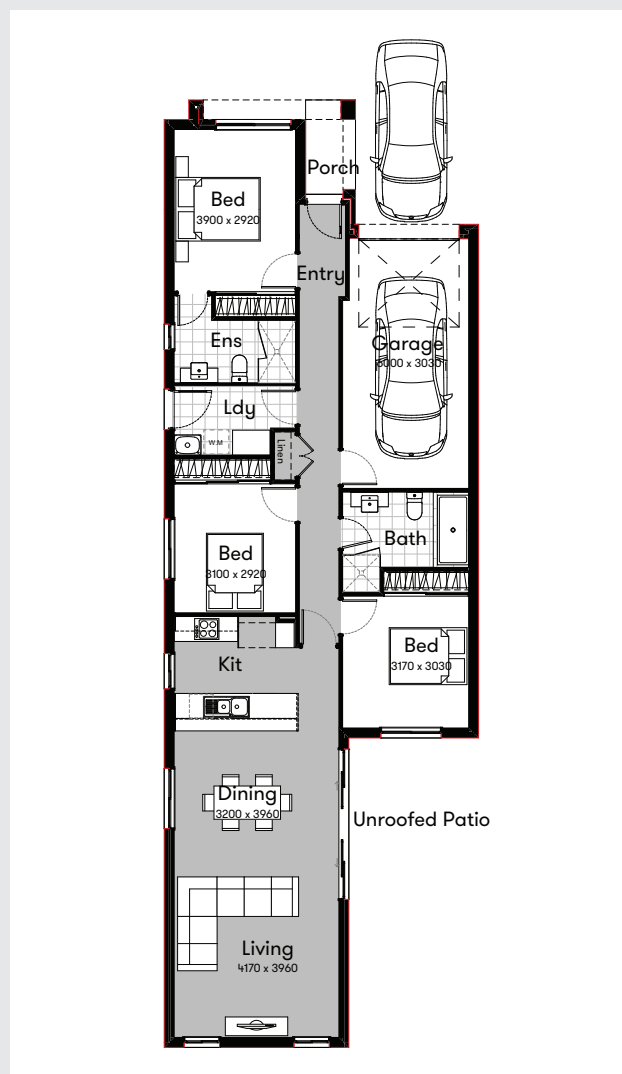 Porch
Bed
3900 x 2920
Entry
Ens
Garage
6000 x 3030
Ldy
W.M
Linen
Bath
Bed
3100 x 2920
Bed
3170 x 3030
Kit
Dining
3200 x 3960
Unroofed Patio
Living
4170 x 3960